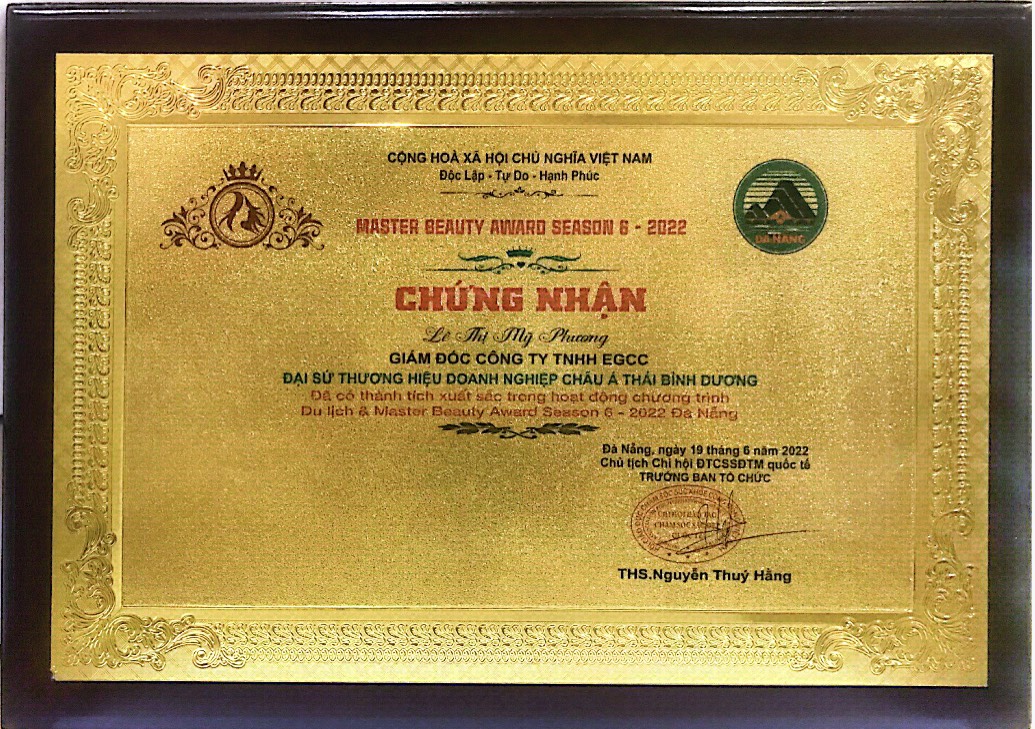 CỘNG HOÀ XÃ HỘI CHỦ NGHĨA VIỆT NAM
Độc Lập - Tự Do - Hạnh Phúc
MASTER BEAUTY AWARD SEASON 6 - 2022
ĐÀ NẴNG
CHỨNG NHẬN
Lê Thị Mỹ Phương
GIÁM ĐỐC CÔNG TY TNHH EGCC
ĐẠI SỨ THƯƠNG HIỆU DOANH NGHIỆP CHÂU Á THÁI BÌNH DƯƠNG
Đã có thành tích xuất sắc trong hoạt động chương trình
Du lịch & Master Beauty Award Season 6 - 2022 Đà Nẵng
Đà Nẵng, ngày 19 tháng 6 năm 2022
Chủ tịch Chi hội ĐTCSSĐTM quốc tế
TRƯỞNG BAN TỔ CHỨC
THS.Nguyễn Thuý Hằng